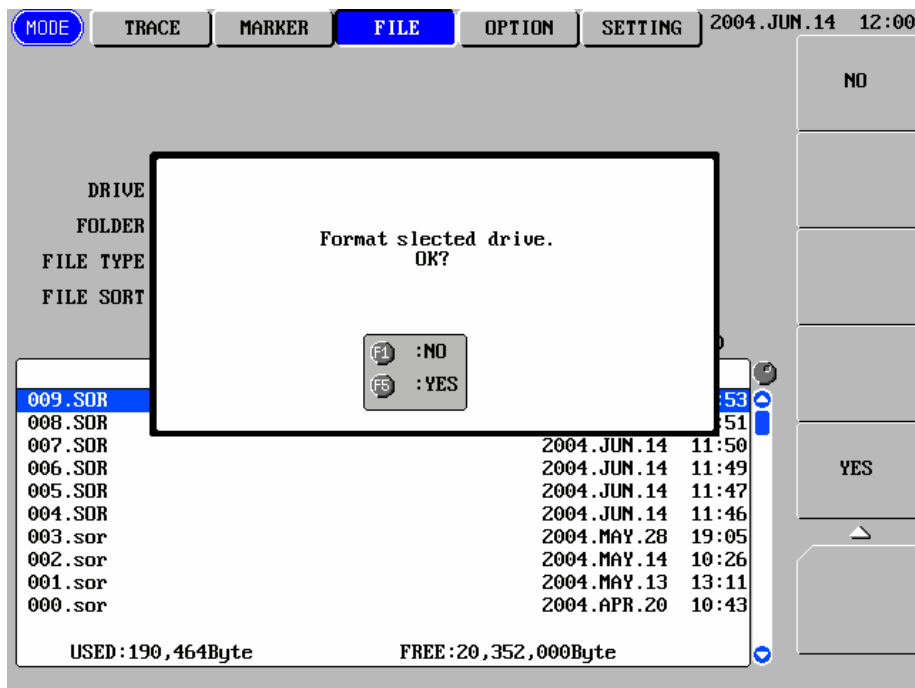 MODE TRACE MARKER FILE OPTION SETTING 2004.JUN.14 12:00
NO
DRIVE
FOLDER
FILE TYPE
FILE SORT
Format slected drive.
OK?
F1 :NO
F5 :YES
009.SOR :53
008.SOR :51
007.SOR 2004.JUN.14 11:50
006.SOR 2004.JUN.14 11:49
005.SOR 2004.JUN.14 11:47
004.SOR 2004.JUN.14 11:46
003.sor 2004.MAY.28 19:05
002.sor 2004.MAY.14 10:26
001.sor 2004.MAY.13 13:11
000.sor 2004.APR.20 10:43
YES
USED:190,464Byte FREE:20,352,000Byte